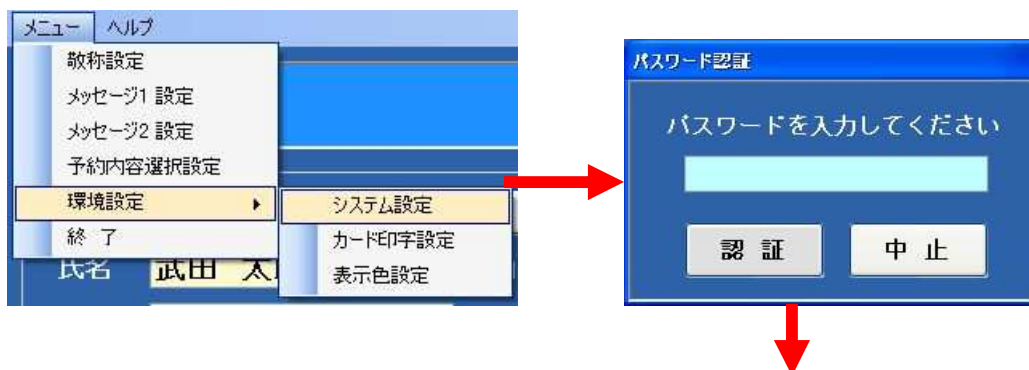 メニュー ヘルプ
敬称設定
メッセージ1 設定
メッセージ2 設定
予約内容選択設定
環境設定
終 了
システム設定
カード印字設定
表示色設定
氏名 武田 太
パスワード認証
パスワードを入力してください
認 証 中 止